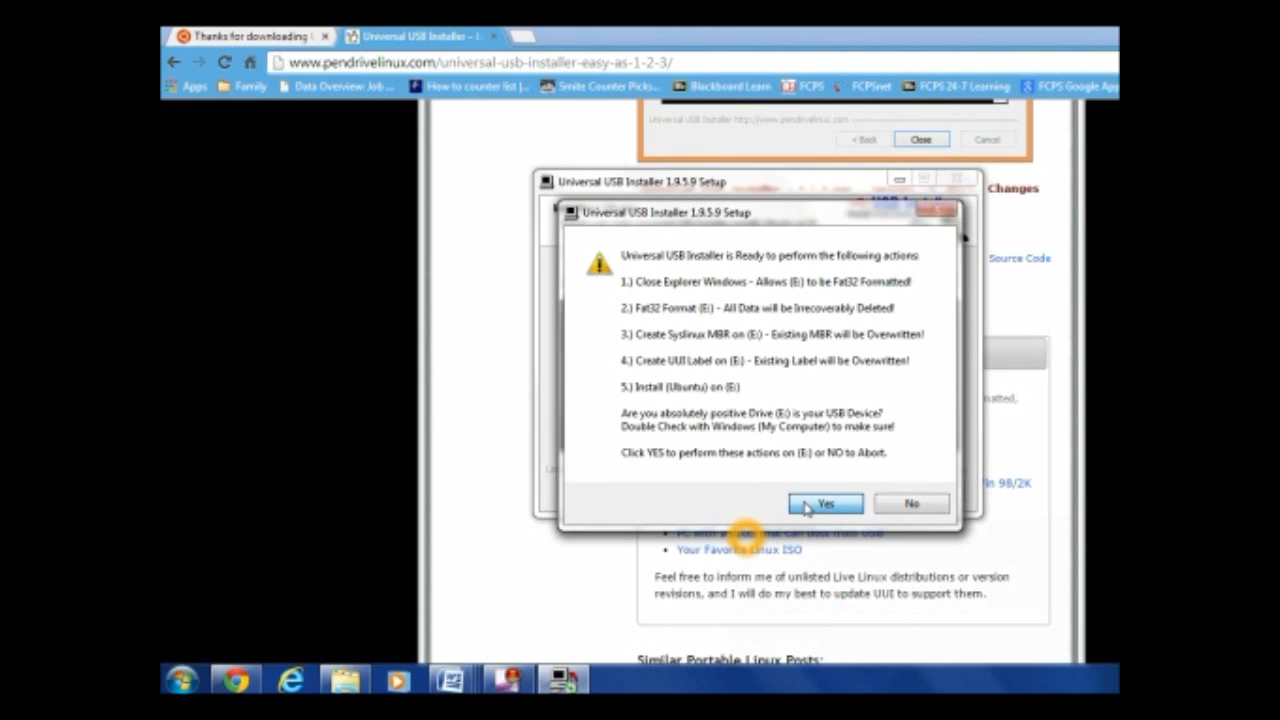 Thanks for downloading
Universal USB Installer –
www.pendrivelinux.com/universal-usb-installer-easy-as-1-2-3/
Apps Family Data Overview: Job ... How to counter list |... Smite Counter Picks... Blackboard Learn FCPS FCPSnet FCPS 24-7 Learning FCPS Google App
Universal USB Installer http://www.pendrivelinux.com
< Back Close Cancel
Universal USB Installer 1.9.5.9 Setup
Changes
Universal USB Installer 1.9.5.9 Setup
Universal USB Installer is Ready to perform the following actions:
Source Code
1.) Close Explorer Windows - Allows (E:) to be Fat32 Formatted!
2.) Fat32 Format (E:) - All Data will be Irrecoverably Deleted!
3.) Create Syslinux MBR on (E:) - Existing MBR will be Overwritten!
4.) Create UUI Label on (E:) - Existing Label will be Overwritten!
5.) Install (Ubuntu) on (E:)
matted,
Are you absolutely positive Drive (E:) is your USB Device?
Double Check with Windows (My Computer) to make sure!
Click YES to perform these actions on (E:) or NO to Abort.
in 98/2K
Yes No
Your Favorite Linux ISO
Feel free to inform me of unlisted Live Linux distributions or version
revisions, and I will do my best to update UUI to support them.
Similar Portable Linux Posts: